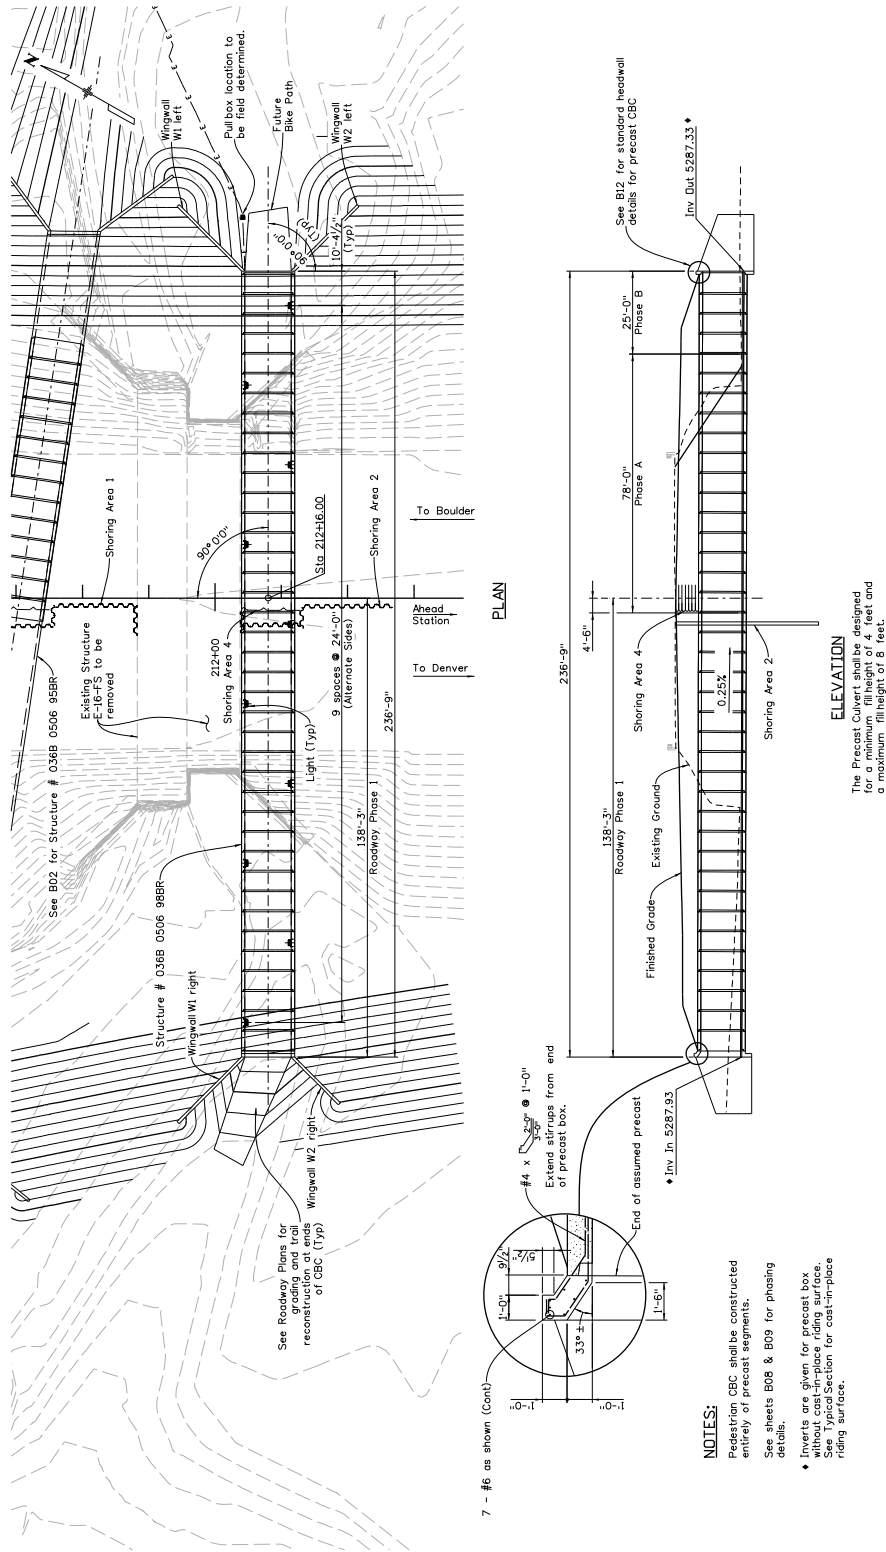 N
Wingwall
W1 left
Pull box location to
be field determined.
Future
Bike Path
Wingwall
W2 left
90°0'0"
(Typ)
10'-4½"
(Typ)
Shoring Area 1
90°0'0"
Sta 212+16.00
Shoring Area 2
To Boulder
Ahead
Station
To Denver
212+00
Shoring Area 4
Existing Structure
E-16-FS to be
removed
See B02 for Structure # 036B 0506 95BR
Light (Typ)
9 spaces @ 24'-0"
(Alternate Sides)
138'-3"
Roadway Phase 1
236'-9"
Structure # 036B 0506 98BR
Wingwall W1 right
Wingwall W2 right
See Roadway Plans for
grading and trail
reconstruction at ends
of CBC (Typ)
PLAN
See B12 for standard headwall
details for precast CBC
Inv Out 5287.33 ♦
25'-0"
Phase B
78'-0"
Phase A
236'-9"
4'-6"
138'-3"
Roadway Phase 1
Shoring Area 4
0.25%
Shoring Area 2
Existing Ground
Finished Grade
♦ Inv In 5287.93
ELEVATION
The Precast Culvert shall be designed
for a minimum fill height of 4 feet and
a maximum fill height of 8 feet.
#4 x
2'-0"
3'-0"
@ 1'-0"
Extend stirrups from end
of precast box.
End of assumed precast
9½"
5½"
1'-0"
33° ±
1'-6"
1'-0"
1'-0"
7 - #6 as shown (Cont)
NOTES:
Pedestrian CBC shall be constructed
entirely of precast segments.
See sheets B08 & B09 for phasing
details.
♦ Inverts are given for precast box
without cast-in-place riding surface.
See Typical Section for cast-in-place
riding surface.